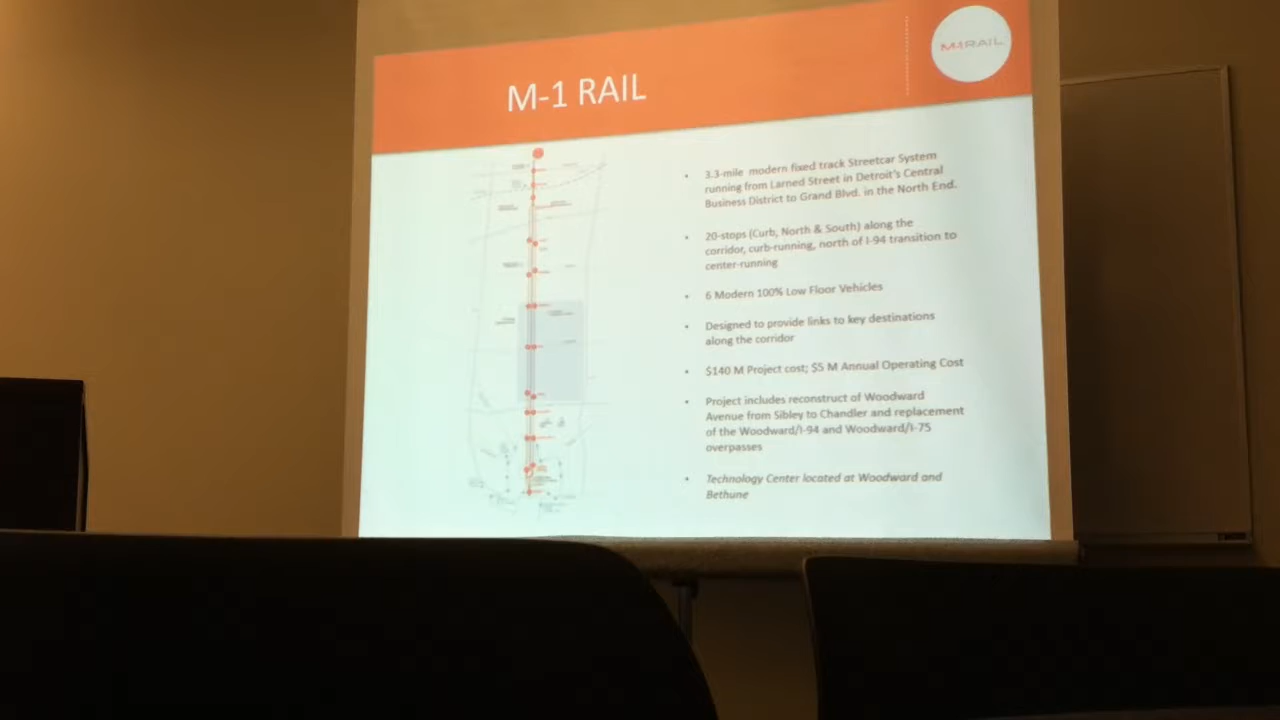 M-1 RAIL
M-1RAIL
3.3-mile modern fixed track Streetcar System
running from Larned Street in Detroit's Central
Business District to Grand Blvd. in the North End.
20-stops (Curb, North & South) along the
corridor, curb-running, north of I-94 transition to
center-running
6 Modern 100% Low Floor Vehicles
Designed to provide links to key destinations
along the corridor
$140 M Project cost; $5 M Annual Operating Cost
Project includes reconstruct of Woodward
Avenue from Sibley to Chandler and replacement
of the Woodward/I-94 and Woodward/I-75
overpasses
Technology Center located at Woodward and
Bethune